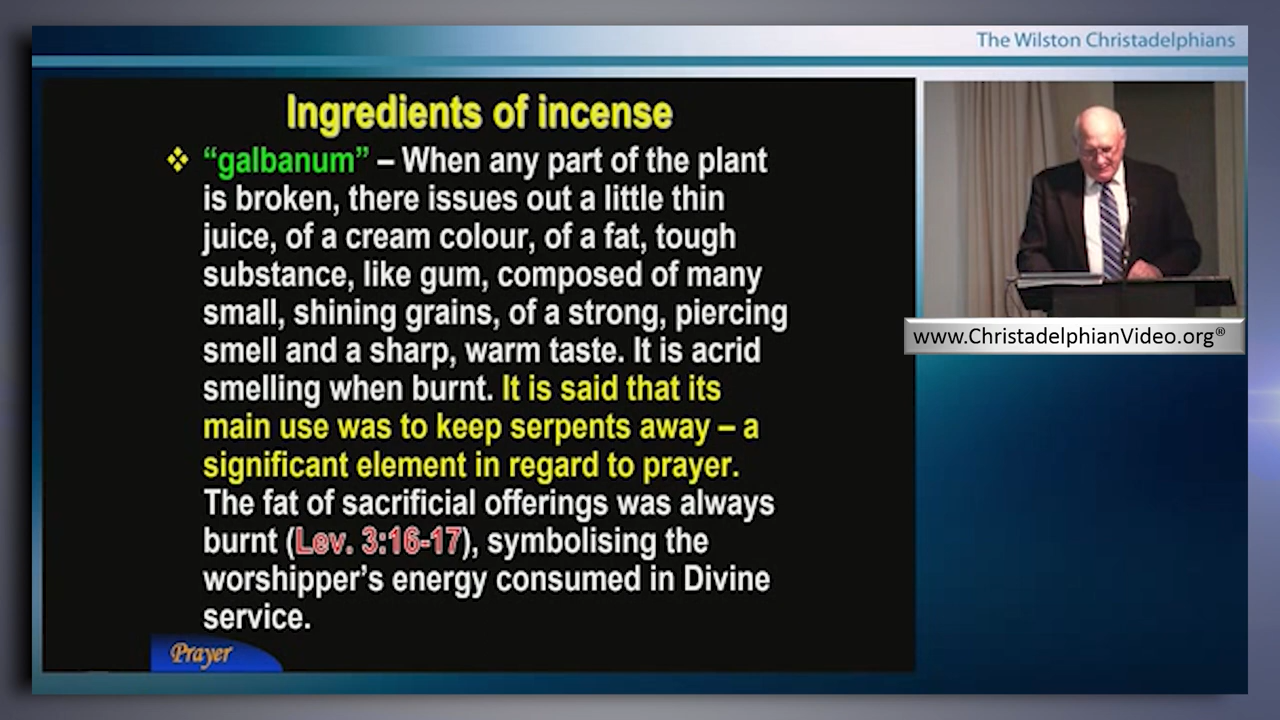 The Wilston Christadelphians
Ingredients of incense
❖ “galbanum” – When any part of the plant
is broken, there issues out a little thin
juice, of a cream colour, of a fat, tough
substance, like gum, composed of many
small, shining grains, of a strong, piercing
smell and a sharp, warm taste. It is acrid
smelling when burnt. It is said that its
main use was to keep serpents away – a
significant element in regard to prayer.
The fat of sacrificial offerings was always
burnt (Lev. 3:16-17), symbolising the
worshipper’s energy consumed in Divine
service.
Prayer
www.ChristadelphianVideo.org®